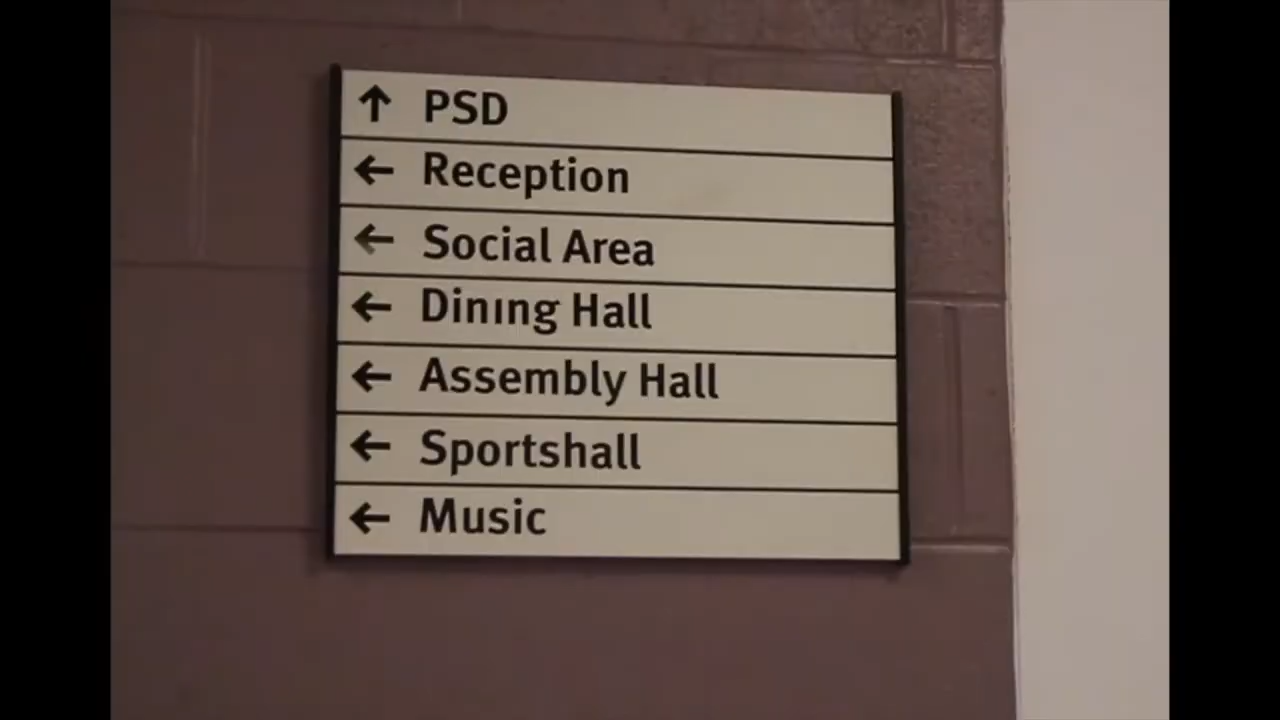 ↑ PSD
← Reception
← Social Area
← Dining Hall
← Assembly Hall
← Sportshall
← Music